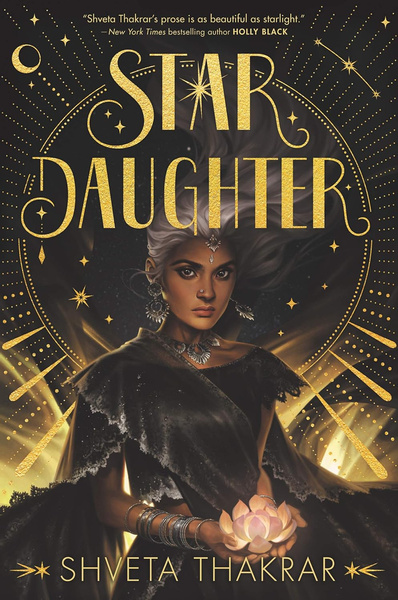 “Shveta Thakrar’s prose is as beautiful as starlight.”
—New York Times bestselling author HOLLY BLACK
STAR
DAUGHTER
SHVETA THAKRAR